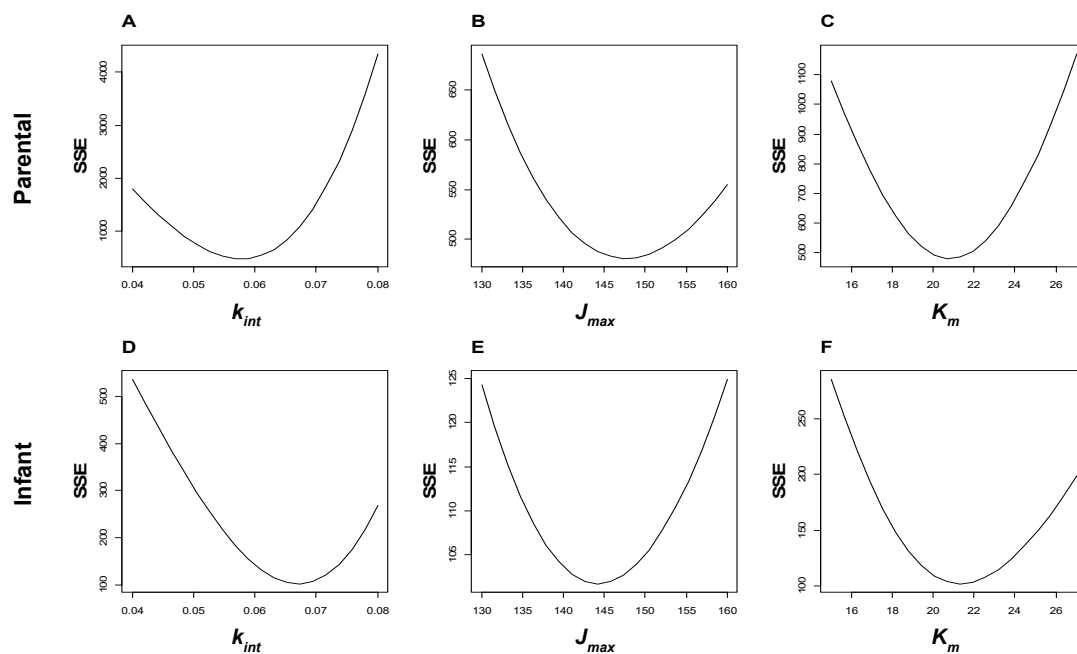 A
B
C
Parental
SSE
1000 2000 3000 4000
0.04 0.05 0.06 0.07 0.08
k_int
SSE
500 550 600 650
130 135 140 145 150 155 160
J_max
SSE
500 600 700 800 900 1000 1100
16 18 20 22 24 26
K_m
D
E
F
Infant
SSE
100 200 300 400 500
0.04 0.05 0.06 0.07 0.08
k_int
SSE
105 110 115 120 125
130 135 140 145 150 155 160
J_max
SSE
100 150 200 250
16 18 20 22 24 26
K_m